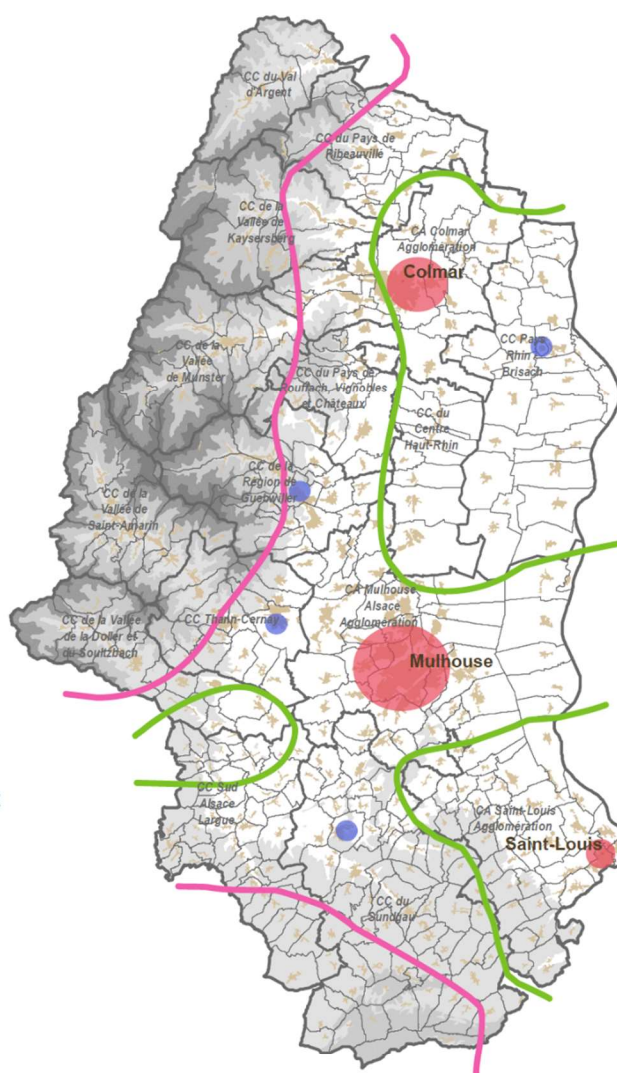 CC du Val
d'Argent
CC du Pays de
Ribeauvillé
CC de la
Vallée de
Kaysersberg
CA Colmar
Agglomération
Colmar
CC de la
Vallée
de Munster
CC du Pays de
Rouffach, Vignobles
et Châteaux
CC Pays
Rhin
Brisach
CC du
Centre
Haut-Rhin
CC de la
Région de
Guebwiller
CC de la
Vallée de
Saint-Amarin
CA Mulhouse
Alsace
Agglomération
CC Thann-Cernay
CC de la Vallée
de la Doller et
du Soultzbach
Mulhouse
CC Sud
Alsace
Largue
CA Saint-Louis
Agglomération
Saint-Louis
CC du
Sundgau